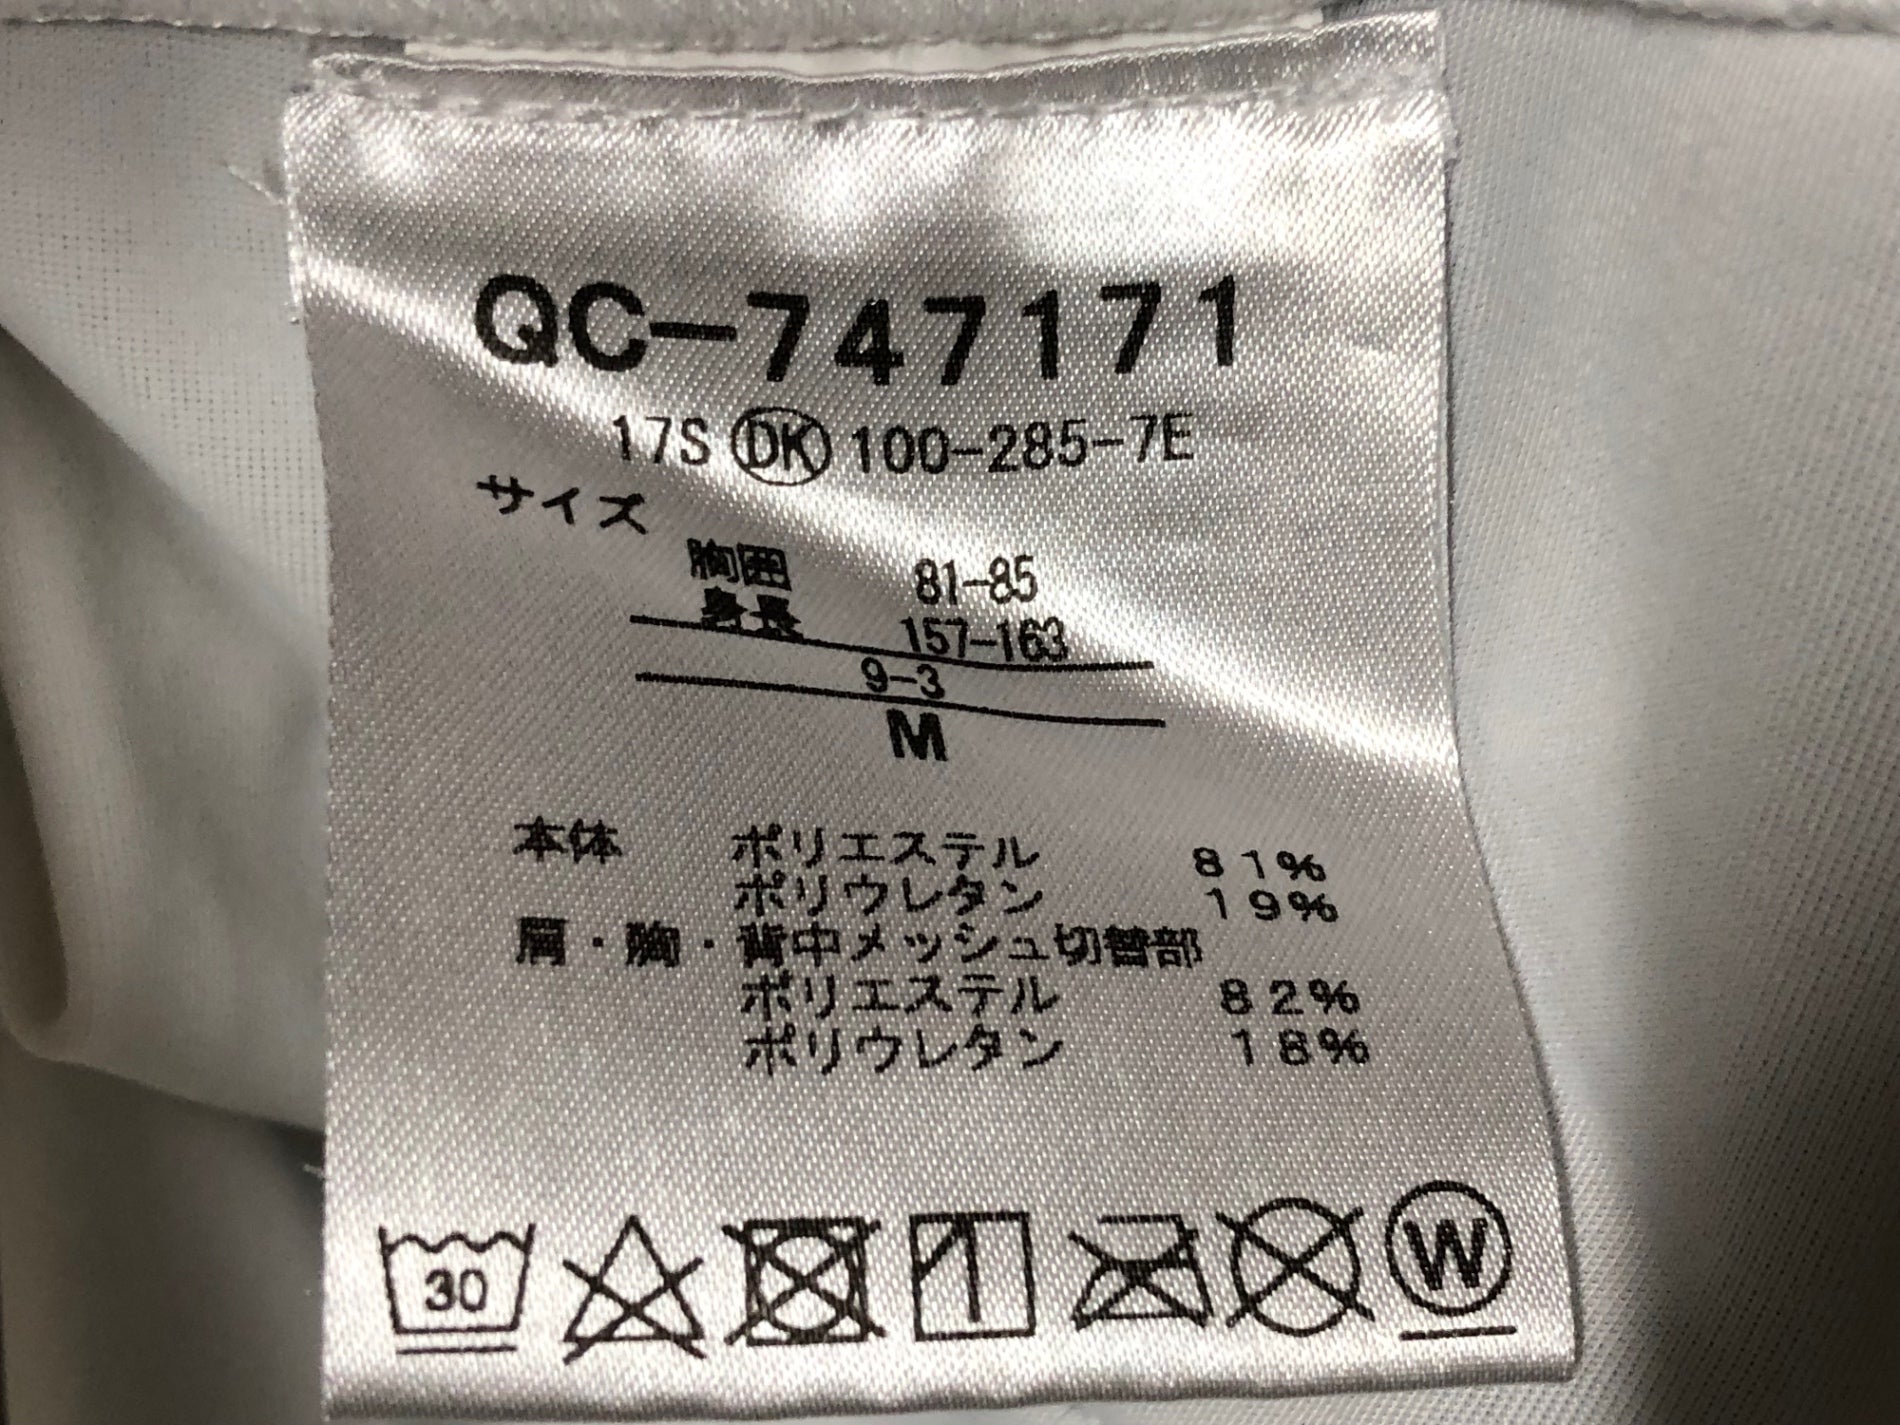 QC-747171
17S DK 100-285-7E
サイズ
胸囲 81-85
身長 157-163
9-3
M
本体 ポリエステル 81%
ポリウレタン 19%
肩・胸・背中メッシュ切替部
ポリエステル 82%
ポリウレタン 18%
30
W